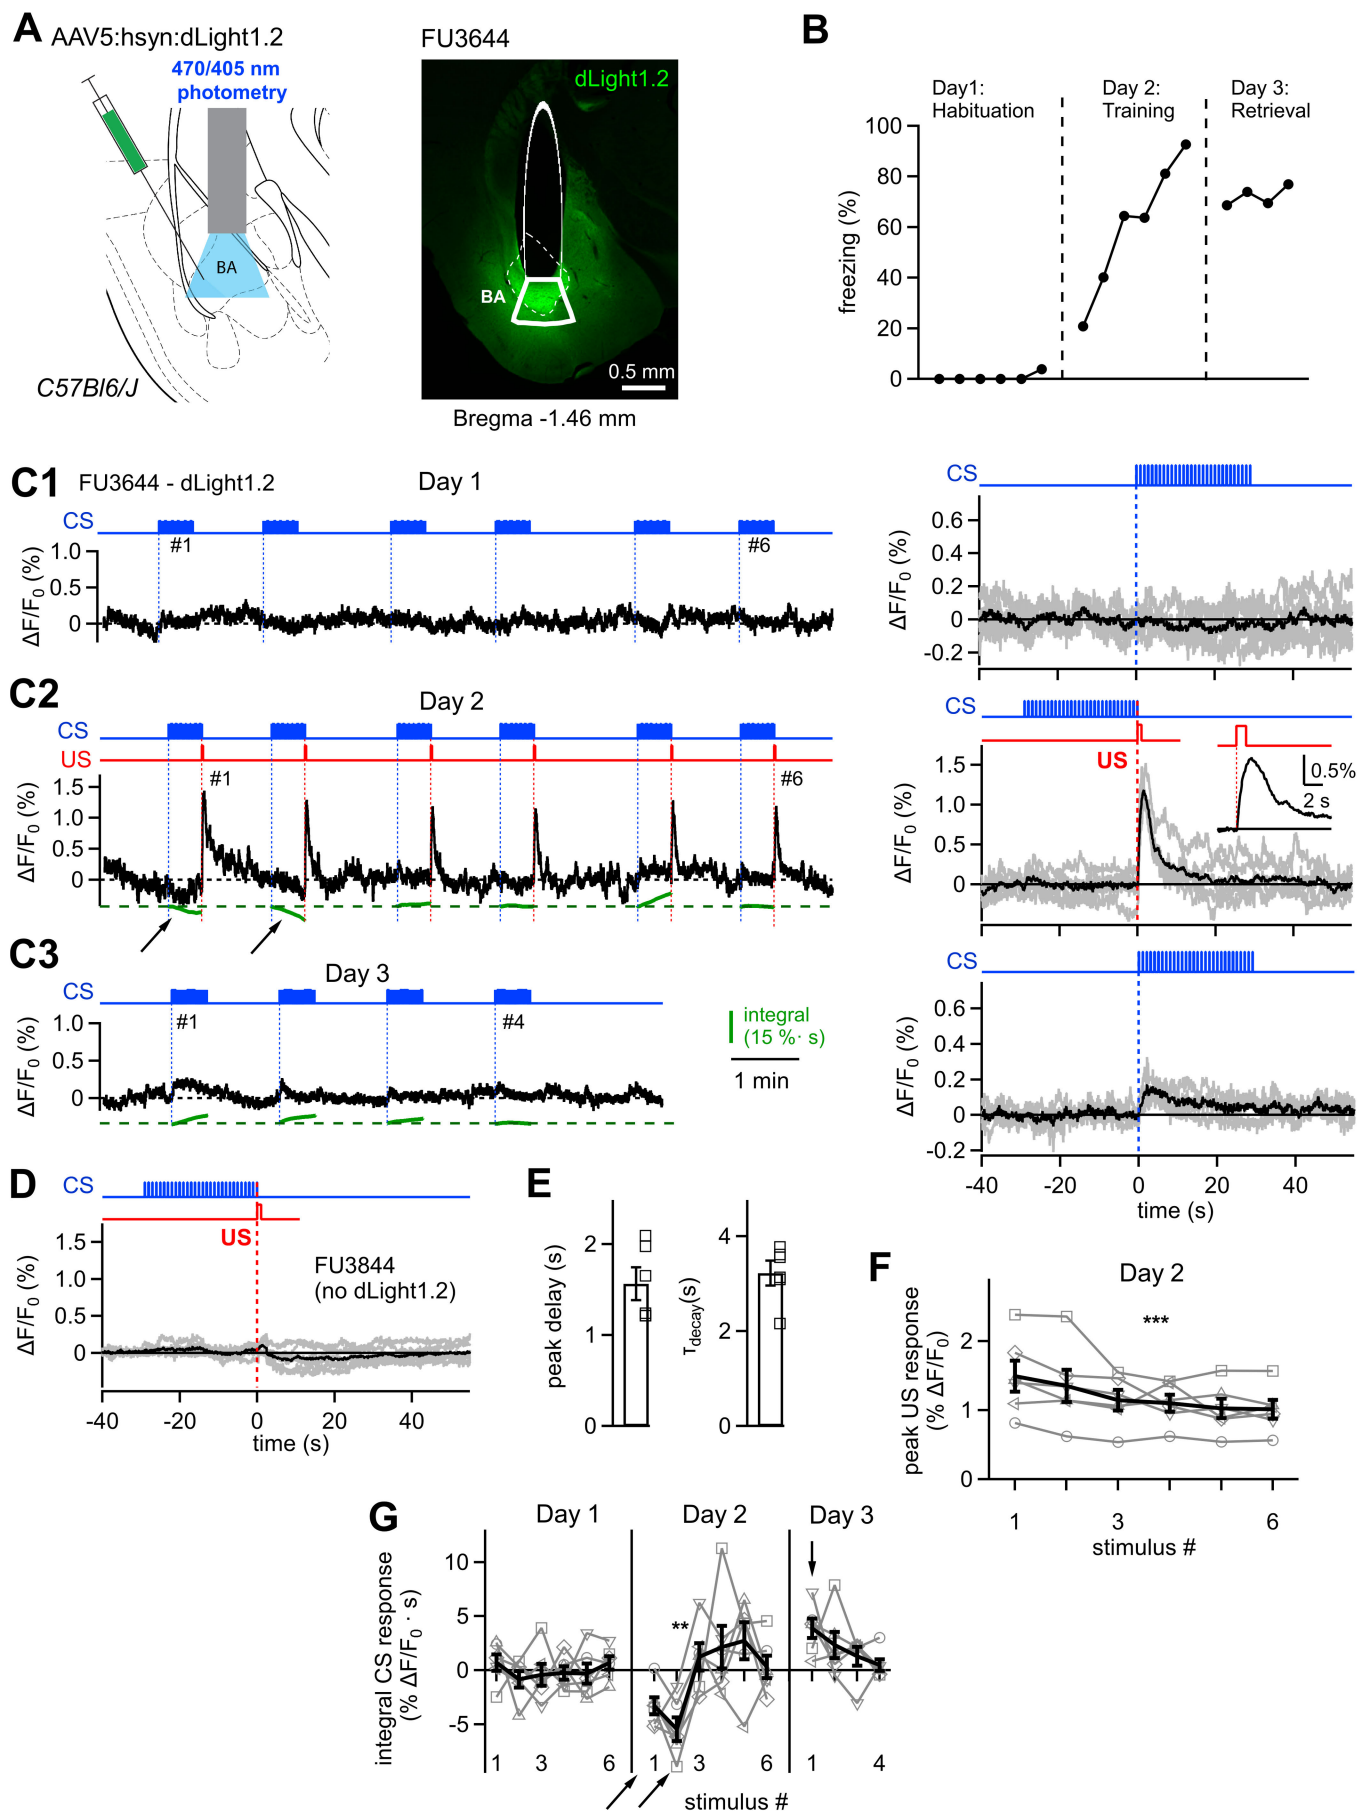 A
AAV5:hsyn:dLight1.2
470/405 nm
photometry
BA
C57Bl6/J
FU3644
dLight1.2
BA
0.5 mm
Bregma -1.46 mm
B
Day1:
Habituation
Day 2:
Training
Day 3:
Retrieval
freezing (%)
100
80
60
40
20
0
C1
FU3644 - dLight1.2
Day 1
CS
#1
#6
ΔF/F0 (%)
1.0
0.5
0
CS
ΔF/F0 (%)
0.6
0.4
0.2
0
-0.2
C2
Day 2
CS
US
#1
#6
ΔF/F0 (%)
1.5
1.0
0.5
0
CS
US
0.5%
2 s
ΔF/F0 (%)
1.5
1.0
0.5
0
C3
Day 3
CS
#1
#4
ΔF/F0 (%)
1.0
0.5
0
integral
(15 %· s)
1 min
CS
ΔF/F0 (%)
0.6
0.4
0.2
0
-0.2
-40 -20 0 20 40
time (s)
D
CS
US
FU3844
(no dLight1.2)
ΔF/F0 (%)
1.5
1.0
0.5
0
-40 -20 0 20 40
time (s)
E
peak delay (s)
2
1
0
τdecay(s)
4
2
0
F
Day 2
***
peak US response
(% ΔF/F0)
2
1
0
1 3 6
stimulus #
G
Day 1
Day 2
Day 3
**
integral CS response
(% ΔF/F0 · s)
10
5
0
-5
1 3 6 1 3 6 1 4
stimulus #